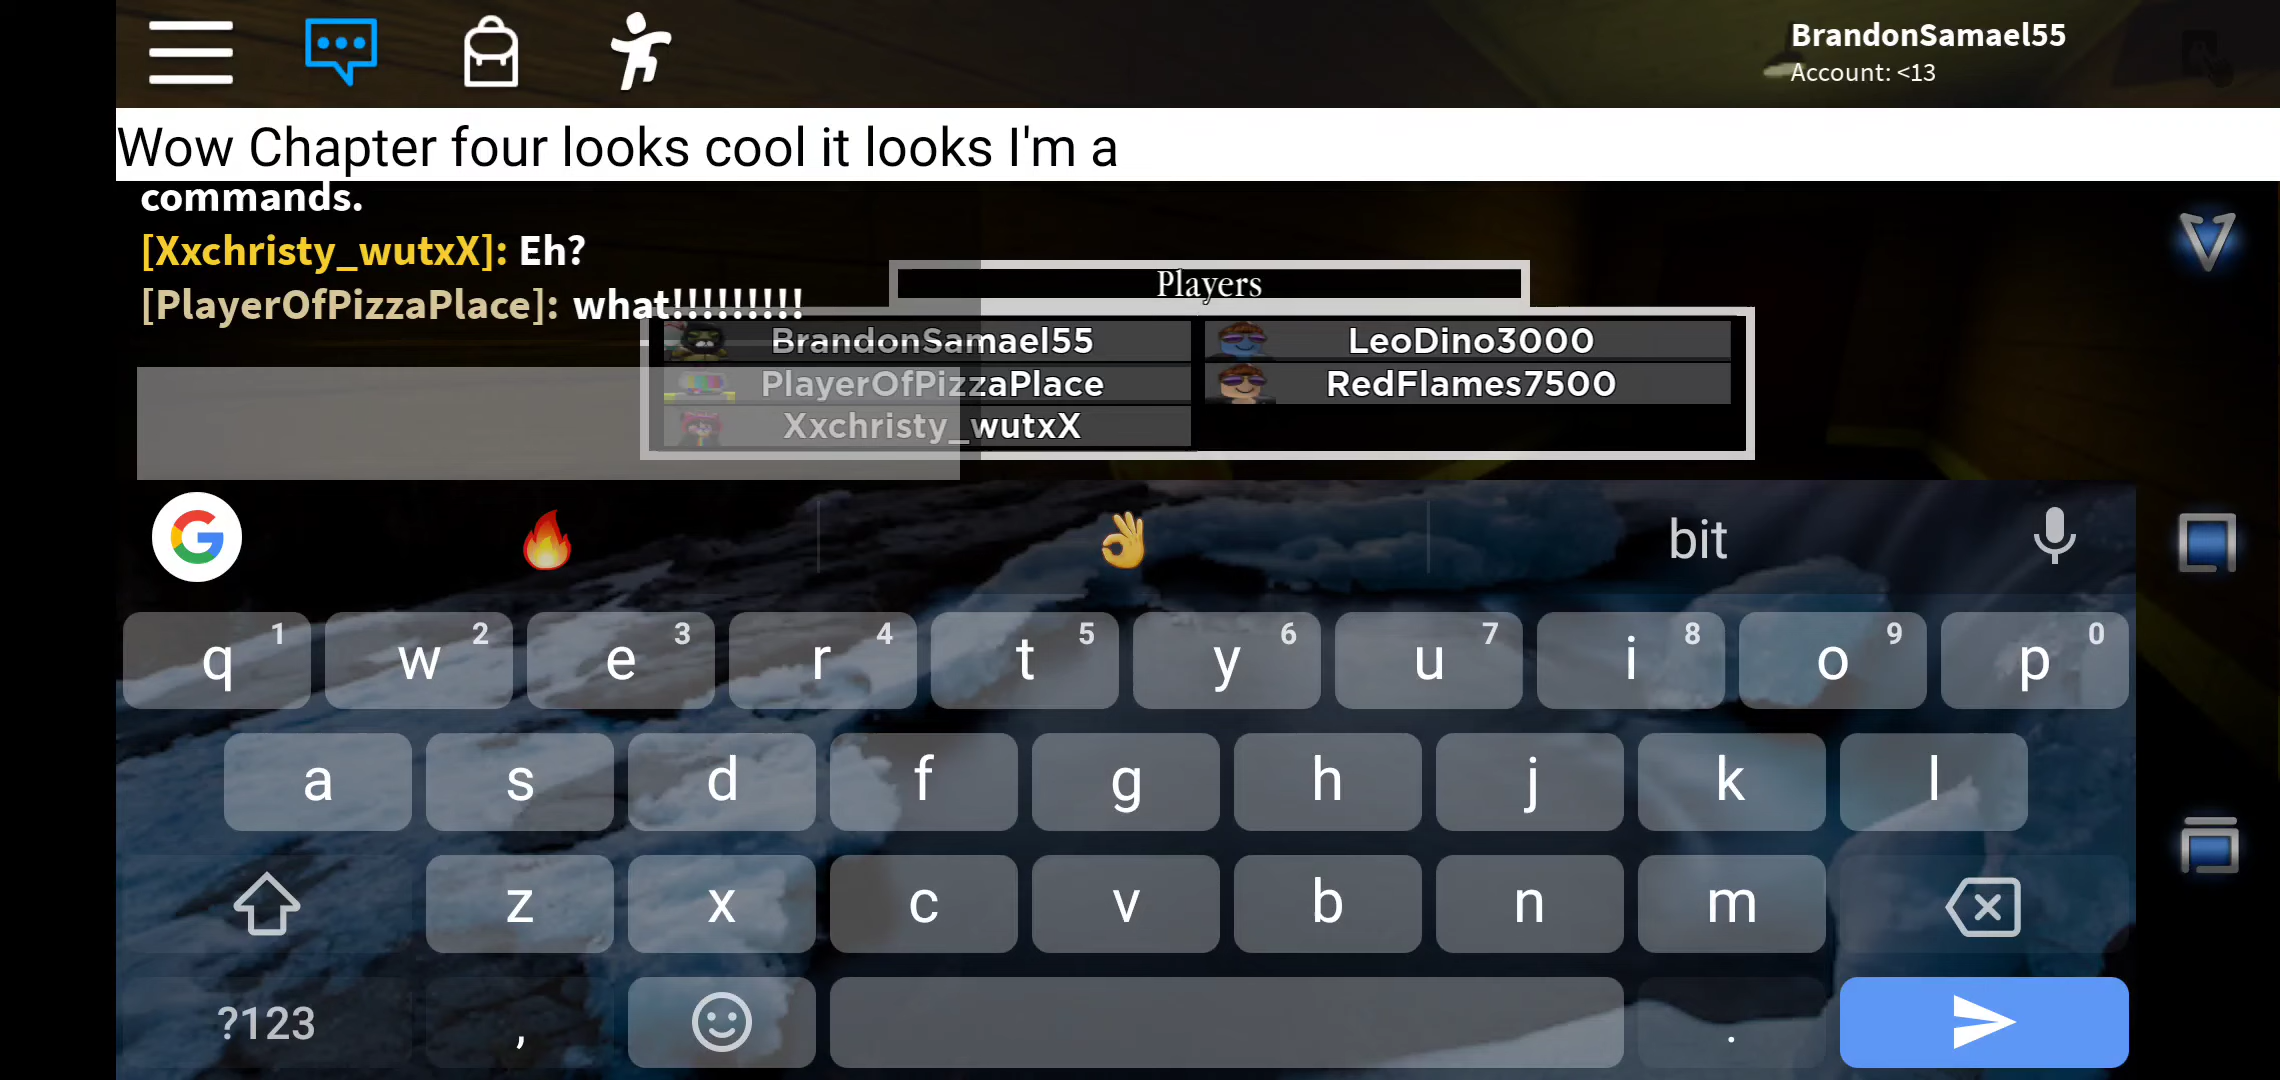 BrandonSamael55
Account: <13
Wow Chapter four looks cool it looks I'm a
commands.
[Xxchristy_wutxX]: Eh?
[PlayerOfPizzaPlace]: what!!!!!!!!!
Players
BrandonSamael55 LeoDino3000
PlayerOfPizzaPlace RedFlames7500
Xxchristy_wutxX
G bit
q 1 w 2 e 3 r 4 t 5 y 6 u 7 i 8 o 9 p 0
a s d f g h j k l
z x c v b n m
?123 , .